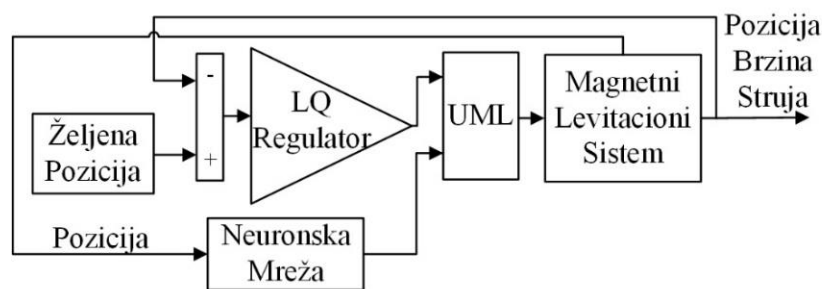 Pozicija
Brzina
Struja
-
+
Željena
Pozicija
LQ
Regulator
UML
Magnetni
Levitacioni
Sistem
Pozicija
Neuronska
Mreža